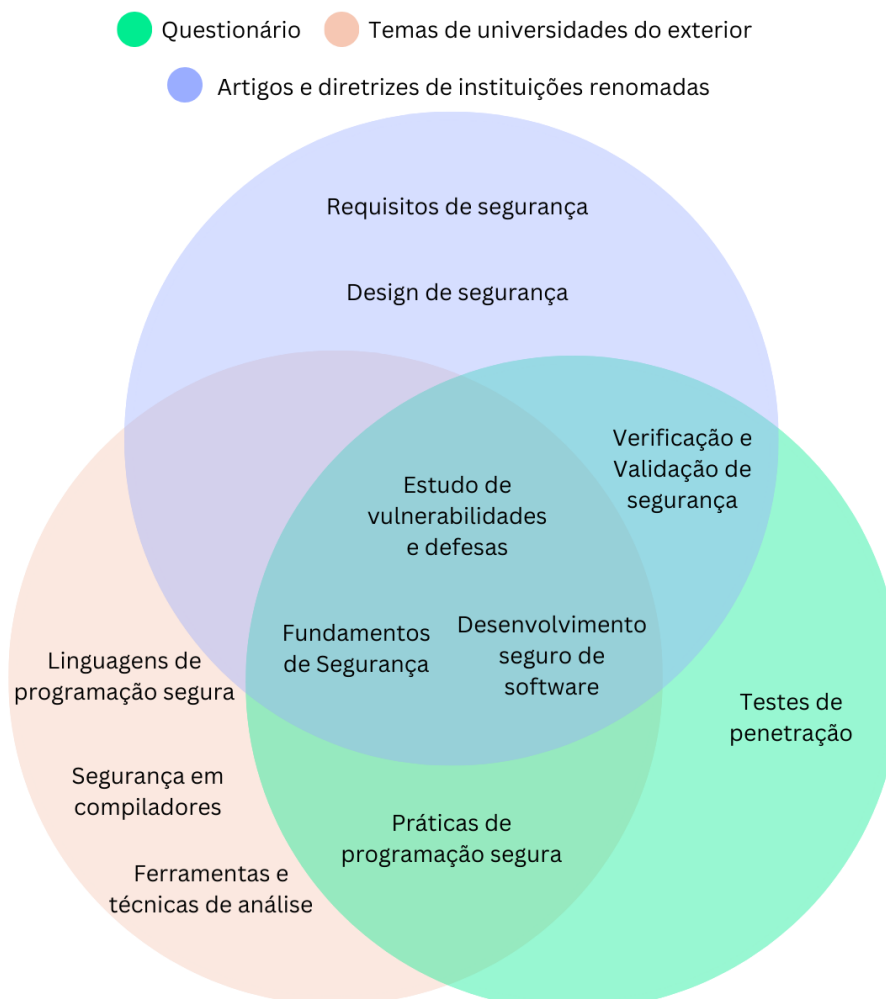 Questionário
Temas de universidades do exterior
Artigos e diretrizes de instituições renomadas
Requisitos de segurança
Design de segurança
Verificação e
Validação de
segurança
Estudo de
vulnerabilidades
e defesas
Fundamentos
de Segurança
Desenvolvimento
seguro de
software
Linguagens de
programação segura
Testes de
penetração
Segurança em
compiladores
Práticas de
programação segura
Ferramentas e
técnicas de análise